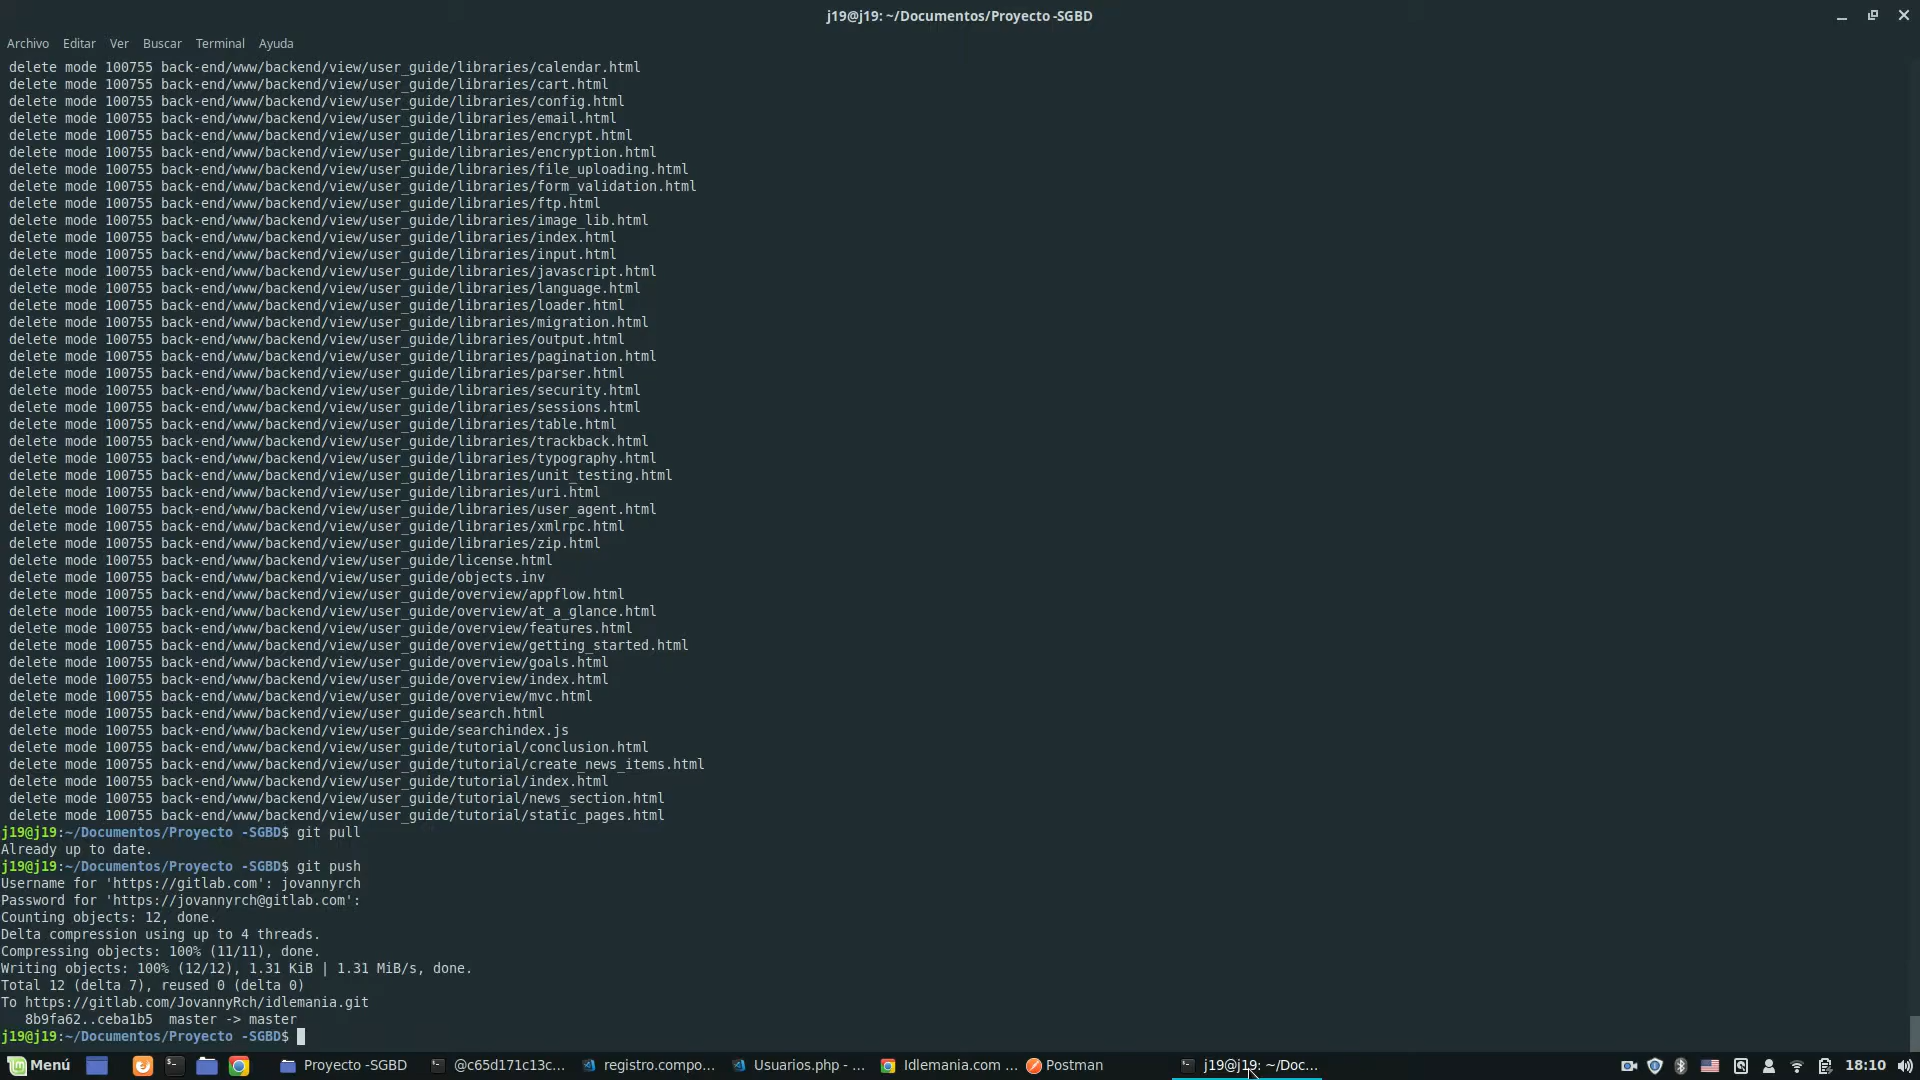 j19@j19: ~/Documentos/Proyecto -SGBD
Archivo Editar Ver Buscar Terminal Ayuda
delete mode 100755 back-end/www/backend/view/user_guide/libraries/calendar.html
delete mode 100755 back-end/www/backend/view/user_guide/libraries/cart.html
delete mode 100755 back-end/www/backend/view/user_guide/libraries/config.html
delete mode 100755 back-end/www/backend/view/user_guide/libraries/email.html
delete mode 100755 back-end/www/backend/view/user_guide/libraries/encrypt.html
delete mode 100755 back-end/www/backend/view/user_guide/libraries/encryption.html
delete mode 100755 back-end/www/backend/view/user_guide/libraries/file_uploading.html
delete mode 100755 back-end/www/backend/view/user_guide/libraries/form_validation.html
delete mode 100755 back-end/www/backend/view/user_guide/libraries/ftp.html
delete mode 100755 back-end/www/backend/view/user_guide/libraries/image_lib.html
delete mode 100755 back-end/www/backend/view/user_guide/libraries/index.html
delete mode 100755 back-end/www/backend/view/user_guide/libraries/input.html
delete mode 100755 back-end/www/backend/view/user_guide/libraries/javascript.html
delete mode 100755 back-end/www/backend/view/user_guide/libraries/language.html
delete mode 100755 back-end/www/backend/view/user_guide/libraries/loader.html
delete mode 100755 back-end/www/backend/view/user_guide/libraries/migration.html
delete mode 100755 back-end/www/backend/view/user_guide/libraries/output.html
delete mode 100755 back-end/www/backend/view/user_guide/libraries/pagination.html
delete mode 100755 back-end/www/backend/view/user_guide/libraries/parser.html
delete mode 100755 back-end/www/backend/view/user_guide/libraries/security.html
delete mode 100755 back-end/www/backend/view/user_guide/libraries/sessions.html
delete mode 100755 back-end/www/backend/view/user_guide/libraries/table.html
delete mode 100755 back-end/www/backend/view/user_guide/libraries/trackback.html
delete mode 100755 back-end/www/backend/view/user_guide/libraries/typography.html
delete mode 100755 back-end/www/backend/view/user_guide/libraries/unit_testing.html
delete mode 100755 back-end/www/backend/view/user_guide/libraries/uri.html
delete mode 100755 back-end/www/backend/view/user_guide/libraries/user_agent.html
delete mode 100755 back-end/www/backend/view/user_guide/libraries/xmlrpc.html
delete mode 100755 back-end/www/backend/view/user_guide/libraries/zip.html
delete mode 100755 back-end/www/backend/view/user_guide/license.html
delete mode 100755 back-end/www/backend/view/user_guide/objects.inv
delete mode 100755 back-end/www/backend/view/user_guide/overview/appflow.html
delete mode 100755 back-end/www/backend/view/user_guide/overview/at_a_glance.html
delete mode 100755 back-end/www/backend/view/user_guide/overview/features.html
delete mode 100755 back-end/www/backend/view/user_guide/overview/getting_started.html
delete mode 100755 back-end/www/backend/view/user_guide/overview/goals.html
delete mode 100755 back-end/www/backend/view/user_guide/overview/index.html
delete mode 100755 back-end/www/backend/view/user_guide/overview/mvc.html
delete mode 100755 back-end/www/backend/view/user_guide/search.html
delete mode 100755 back-end/www/backend/view/user_guide/searchindex.js
delete mode 100755 back-end/www/backend/view/user_guide/tutorial/conclusion.html
delete mode 100755 back-end/www/backend/view/user_guide/tutorial/create_news_items.html
delete mode 100755 back-end/www/backend/view/user_guide/tutorial/index.html
delete mode 100755 back-end/www/backend/view/user_guide/tutorial/news_section.html
delete mode 100755 back-end/www/backend/view/user_guide/tutorial/static_pages.html
j19@j19:~/Documentos/Proyecto -SGBD$ git pull
Already up to date.
j19@j19:~/Documentos/Proyecto -SGBD$ git push
Username for 'https://gitlab.com': jovannyrch
Password for 'https://jovannyrch@gitlab.com':
Counting objects: 12, done.
Delta compression using up to 4 threads.
Compressing objects: 100% (11/11), done.
Writing objects: 100% (12/12), 1.31 KiB | 1.31 MiB/s, done.
Total 12 (delta 7), reused 0 (delta 0)
To https://gitlab.com/JovannyRch/idlemania.git
8b9fa62..ceba1b5  master -> master
j19@j19:~/Documentos/Proyecto -SGBD$
Menú Proyecto -SGBD @c65d171c13c... registro.compo... Usuarios.php - ... Idlemania.com ... Postman j19@j19: ~/Doc... 18:10